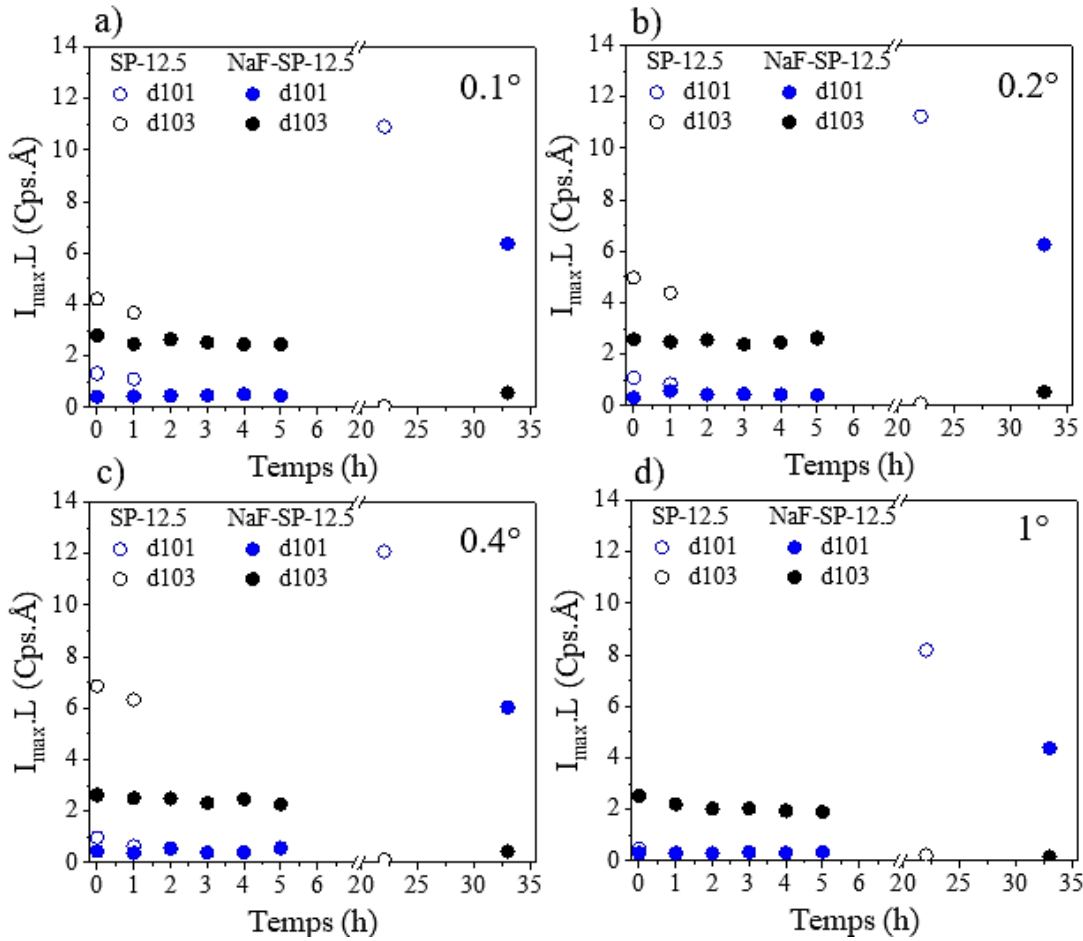 a)
14
12
10
8
6
4
2
0
I_max.L (Cps.Å)
SP-12.5 NaF-SP-12.5
d101 d101
d103 d103
0.1°
0 1 2 3 4 5 6 20 25 30 35
Temps (h)
b)
14
12
10
8
6
4
2
0
I_max.L (Cps.Å)
SP-12.5 NaF-SP-12.5
d101 d101
d103 d103
0.2°
0 1 2 3 4 5 6 20 25 30 35
Temps (h)
c)
14
12
10
8
6
4
2
0
I_max.L (Cps.Å)
SP-12.5 NaF-SP-12.5
d101 d101
d103 d103
0.4°
0 1 2 3 4 5 6 20 25 30 35
Temps (h)
d)
14
12
10
8
6
4
2
0
I_max.L (Cps.Å)
SP-12.5 NaF-SP-12.5
d101 d101
d103 d103
1°
0 1 2 3 4 5 6 20 25 30 35
Temps (h)